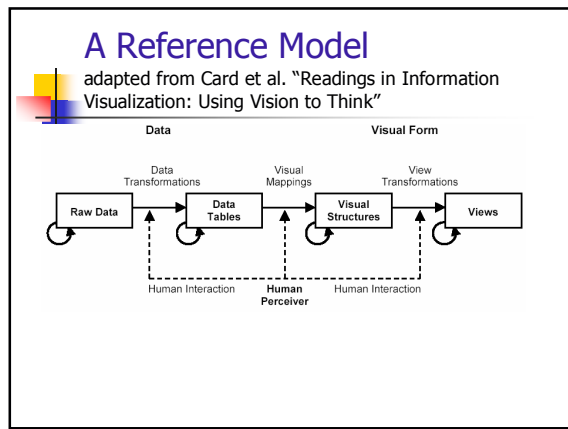 A Reference Model
adapted from Card et al. “Readings in Information
Visualization: Using Vision to Think”
Data
Visual Form
Data
Transformations
Visual
Mappings
View
Transformations
Raw Data
Data
Tables
Visual
Structures
Views
Human Interaction
Human
Perceiver
Human Interaction